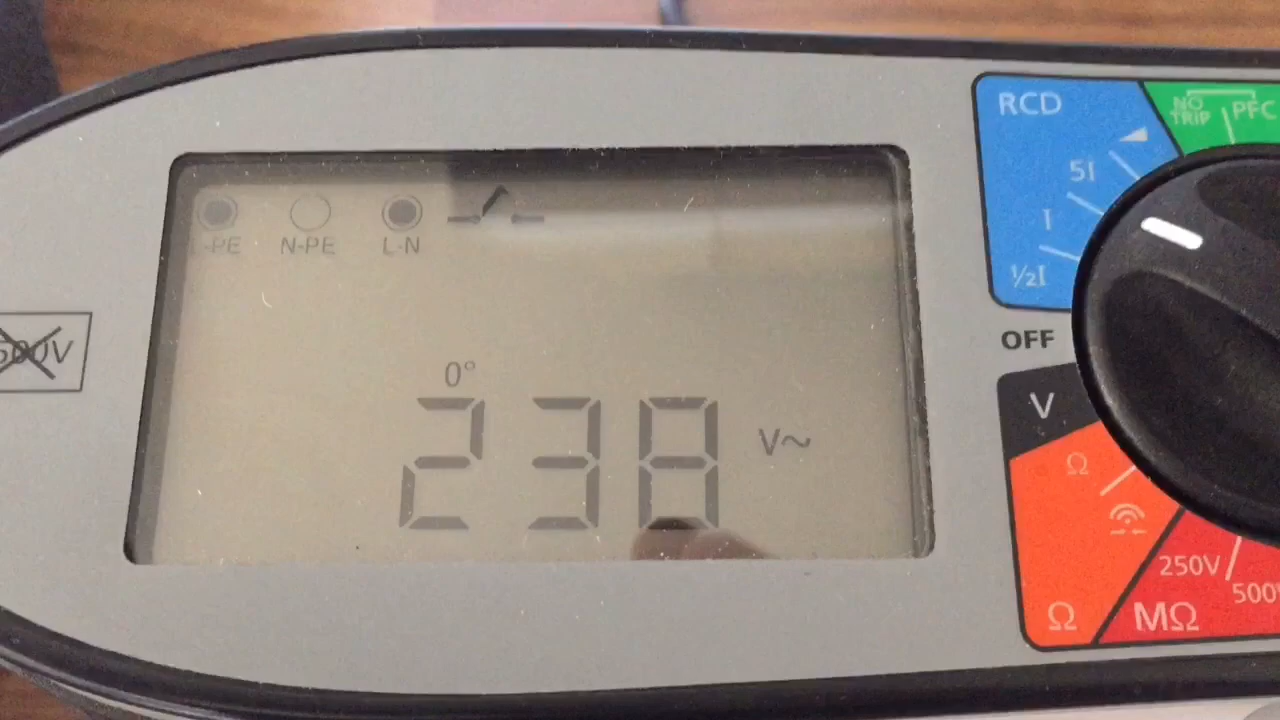 -PE N-PE L-N
0°
238 V~
500V
RCD
5I
I
½I
NO TRIP PFC
OFF
V
Ω
Ω
250V
500
MΩ